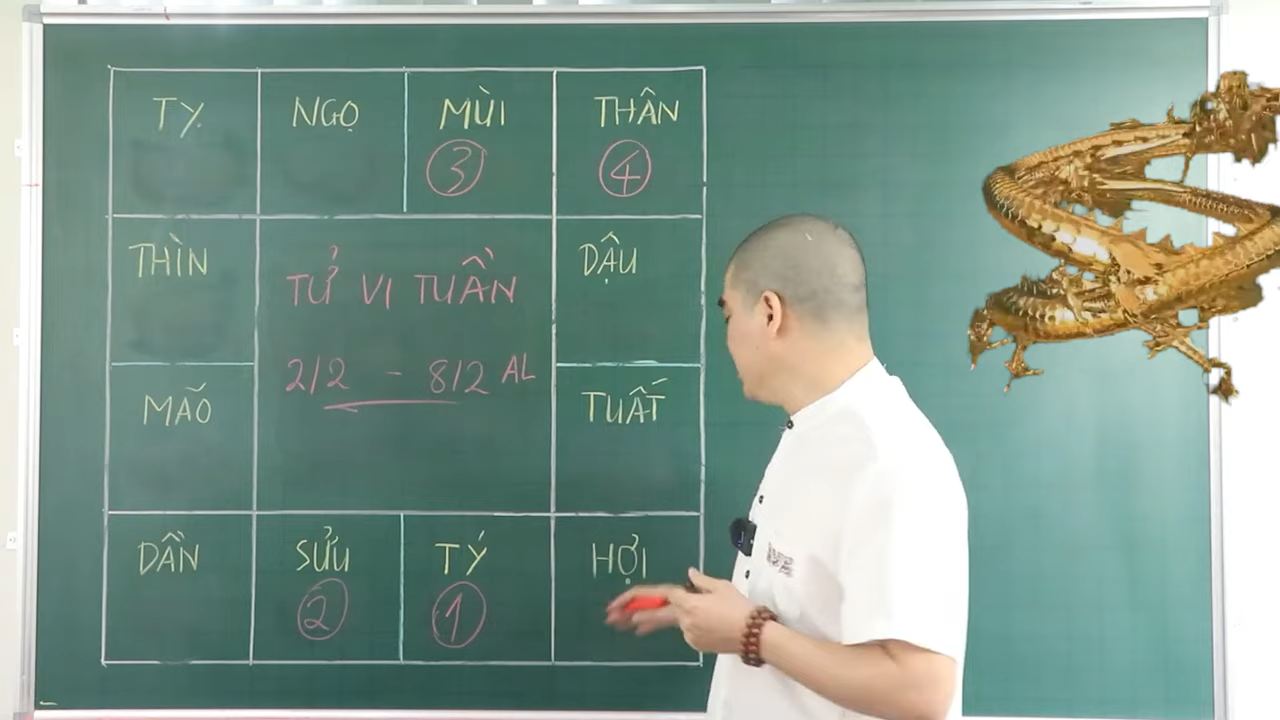 TỴ
NGỌ
MÙI
③
THÂN
④
THÌN
TỬ VI TUẦN
2/2 - 8/2 AL
DẬU
MÃO
TUẤT
DẦN
SỬU
②
TÝ
①
HỢI